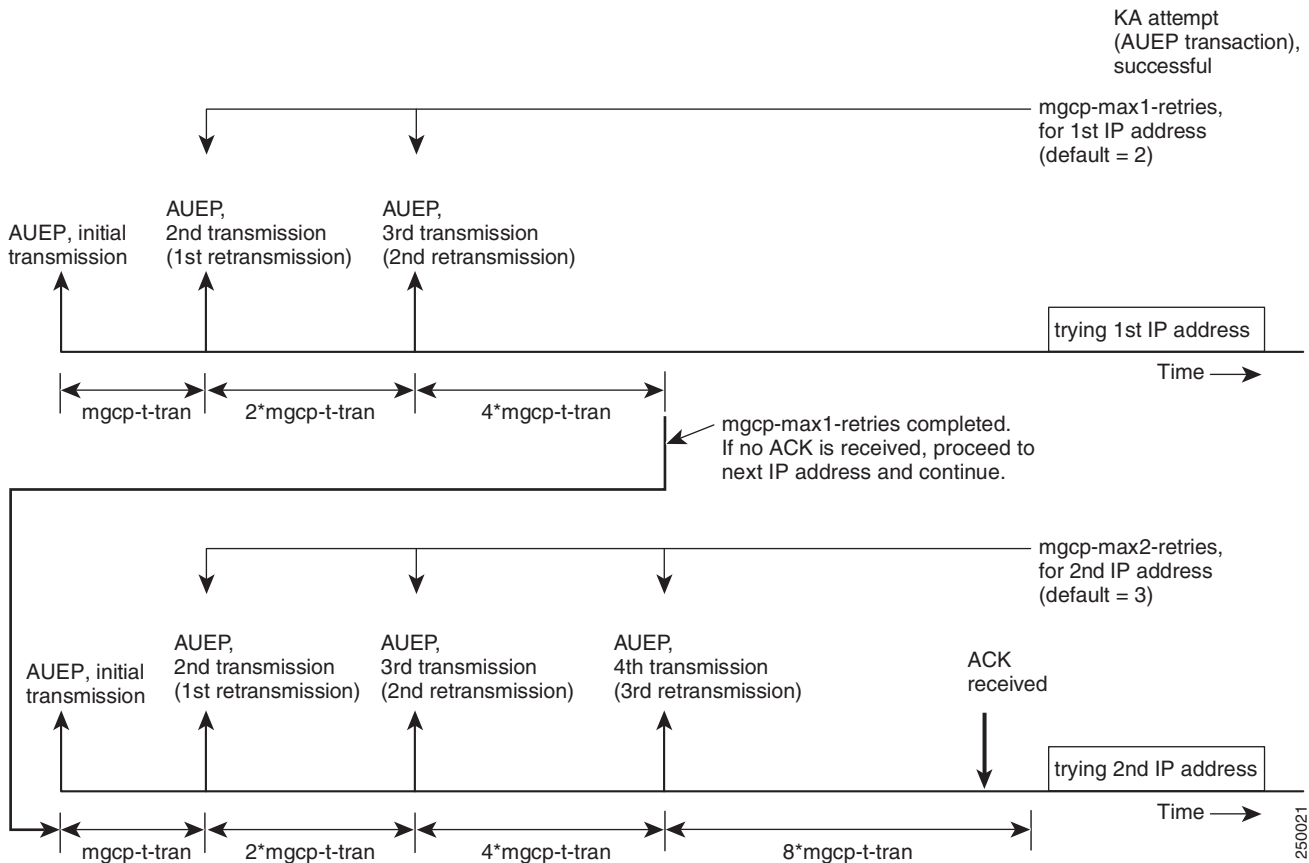 KA attempt
(AUEP transaction),
successful
mgcp-max1-retries,
for 1st IP address
(default = 2)
AUEP, initial
transmission
AUEP,
2nd transmission
(1st retransmission)
AUEP,
3rd transmission
(2nd retransmission)
trying 1st IP address
Time
mgcp-t-tran
2*mgcp-t-tran
4*mgcp-t-tran
mgcp-max1-retries completed.
If no ACK is received, proceed to
next IP address and continue.
mgcp-max2-retries,
for 2nd IP address
(default = 3)
AUEP, initial
transmission
AUEP,
2nd transmission
(1st retransmission)
AUEP,
3rd transmission
(2nd retransmission)
AUEP,
4th transmission
(3rd retransmission)
ACK
received
trying 2nd IP address
Time
mgcp-t-tran
2*mgcp-t-tran
4*mgcp-t-tran
8*mgcp-t-tran
250021